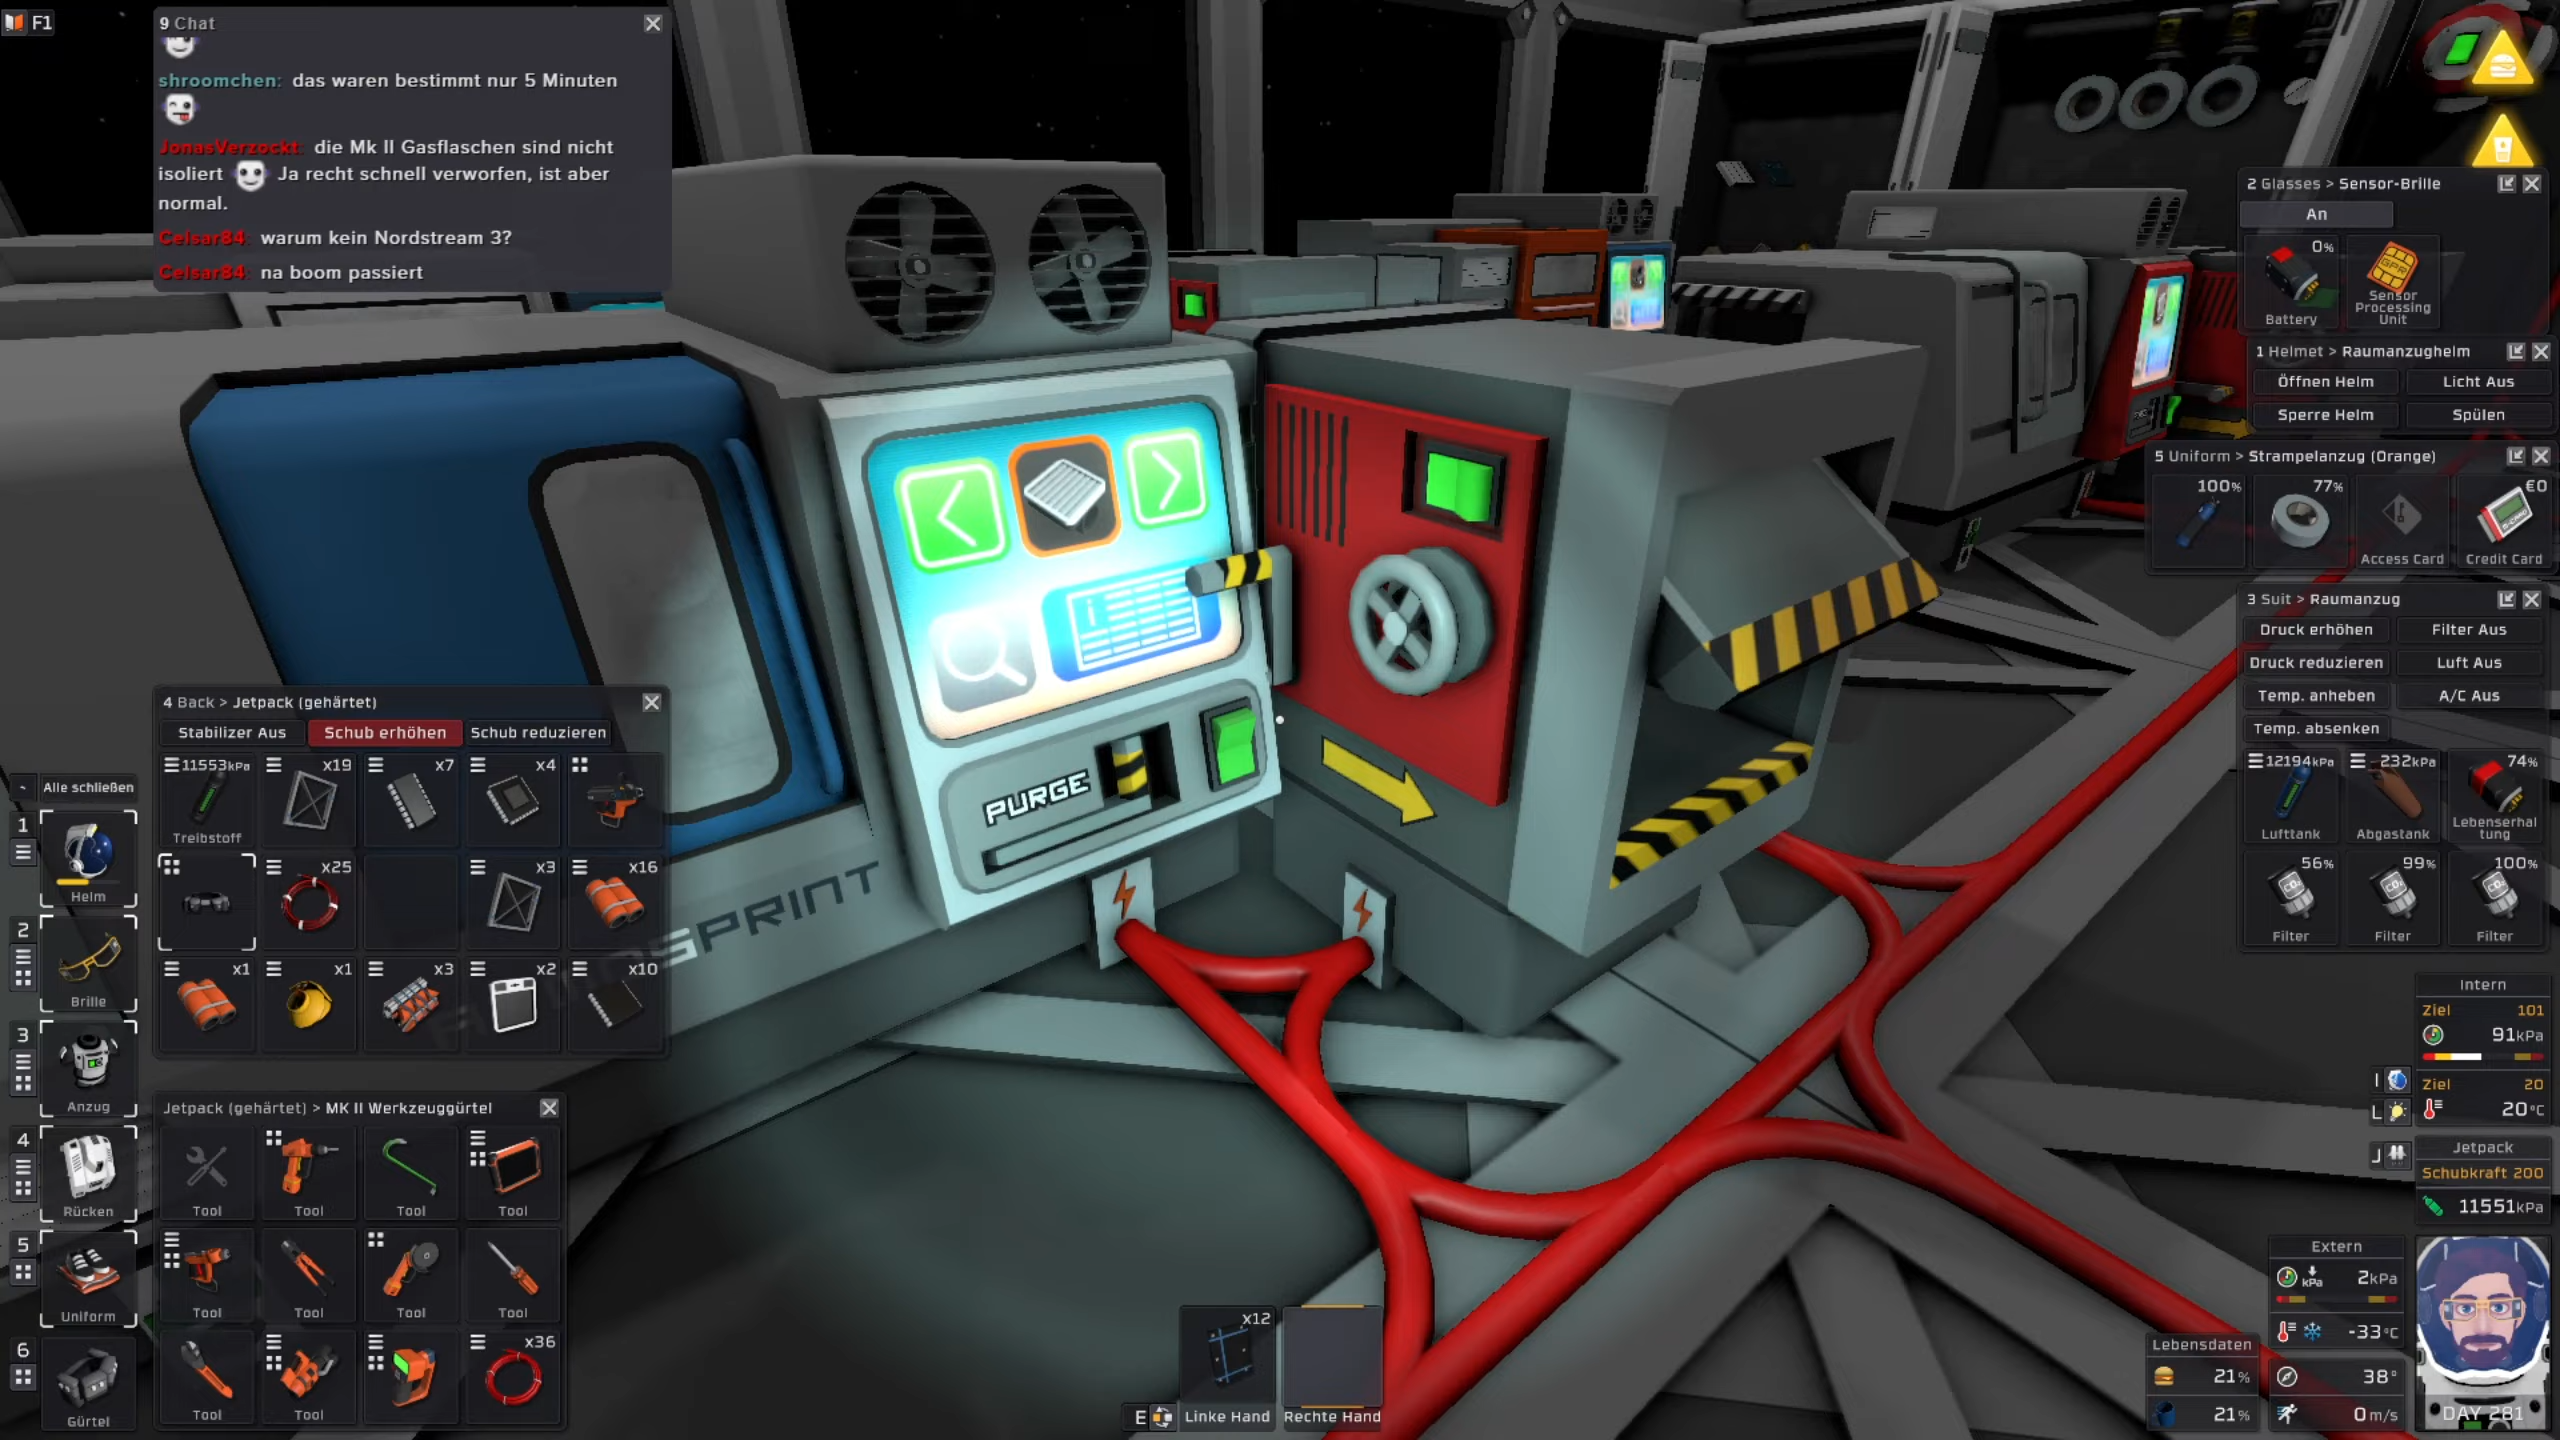 F1
9 Chat
shroomchen: das waren bestimmt nur 5 Minuten
JonasVerzockt: die Mk II Gasflaschen sind nicht
isoliert Ja recht schnell verworfen, ist aber
normal.
Celsar84: warum kein Nordstream 3?
Celsar84: na boom passiert
2 Glasses > Sensor-Brille
An
0%
Battery
Sensor
Processing
Unit
1 Helmet > Raumanzughelm
Öffnen Helm
Licht Aus
Sperre Helm
Spülen
5 Uniform > Strampelanzug (Orange)
100%
77%
€0
Access Card
Credit Card
3 Suit > Raumanzug
Druck erhöhen
Filter Aus
Druck reduzieren
Luft Aus
Temp. anheben
A/C Aus
Temp. absenken
12194kPa
232kPa
74%
Lufttank
Abgastank
Lebenserhal
tung
56%
99%
100%
Filter
Filter
Filter
PURGE
4 Back > Jetpack (gehärtet)
Stabilizer Aus
Schub erhöhen
Schub reduzieren
11553kPa
x19
x7
x4
Treibstoff
x25
x3
x16
x1
x1
x3
x2
x10
Jetpack (gehärtet) > MK II Werkzeuggürtel
Tool
Tool
Tool
Tool
Tool
Tool
Tool
Tool
x36
Tool
Tool
Alle schließen
1
Helm
2
Brille
3
Anzug
4
Rücken
5
Uniform
6
Gürtel
x12
E
Linke Hand
Rechte Hand
Intern
Ziel 101
91kPa
I
Ziel 20
L
20°C
Jetpack
J
Schubkraft 200
11551kPa
Extern
kPa
2kPa
-33°C
Lebensdaten
21%
38°
21%
0m/s
DAY 281